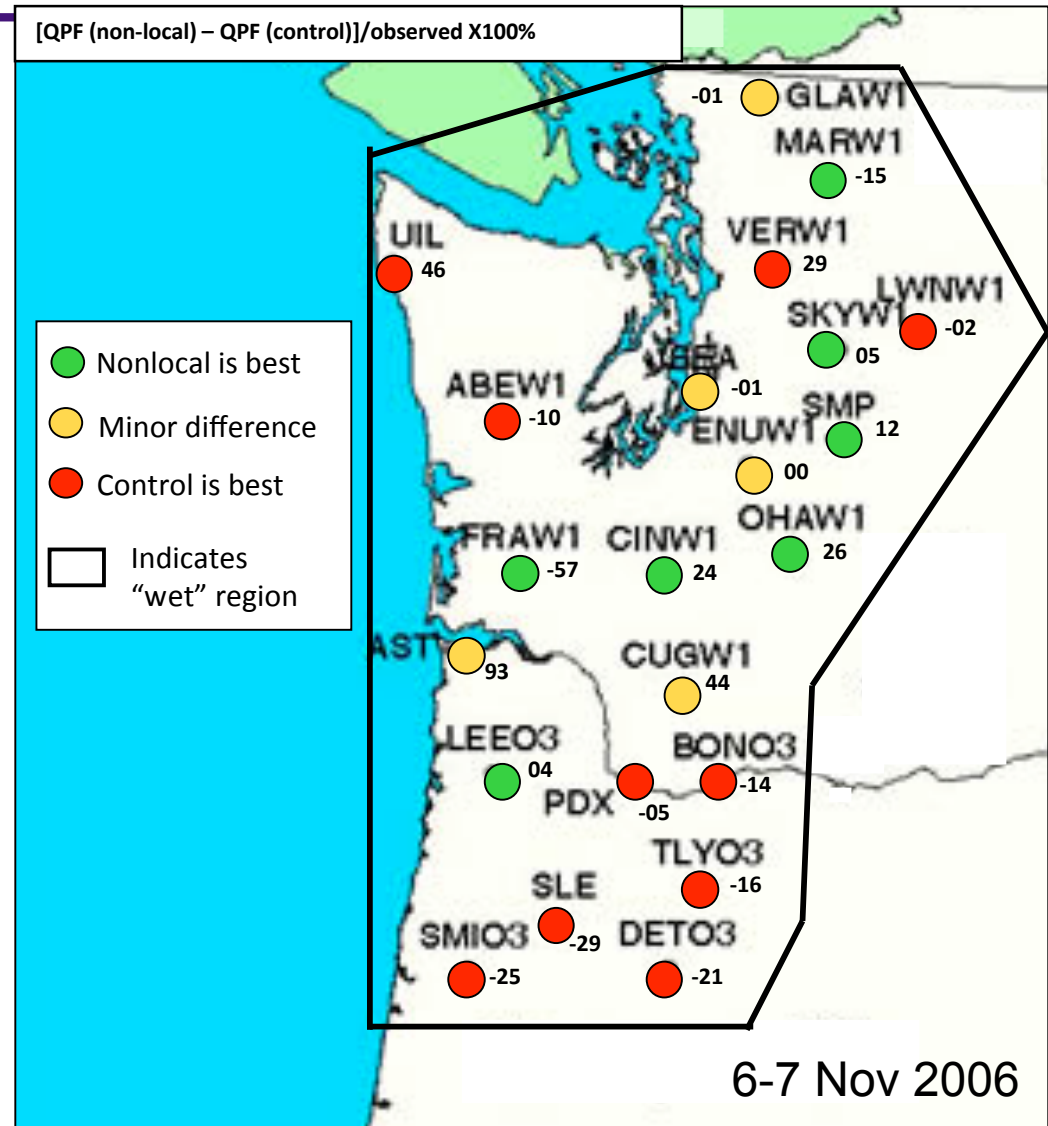 [QPF (non-local) – QPF (control)]/observed X100%
-01 GLAW1
MARW1
-15
UIL
46
VERW1
29
LWNW1
-02
SKYW1
05
Nonlocal is best
Minor difference
Control is best
Indicates
“wet” region
ABEW1
-10
-01
SMP
12
ENUW1
00
OHAW1
26
FRAW1
-57
CINW1
24
AST
93
CUGW1
44
LEEO3
04
PDX
-05
BONO3
-14
TLYO3
-16
SLE
-29
SMIO3
-25
DETO3
-21
6-7 Nov 2006